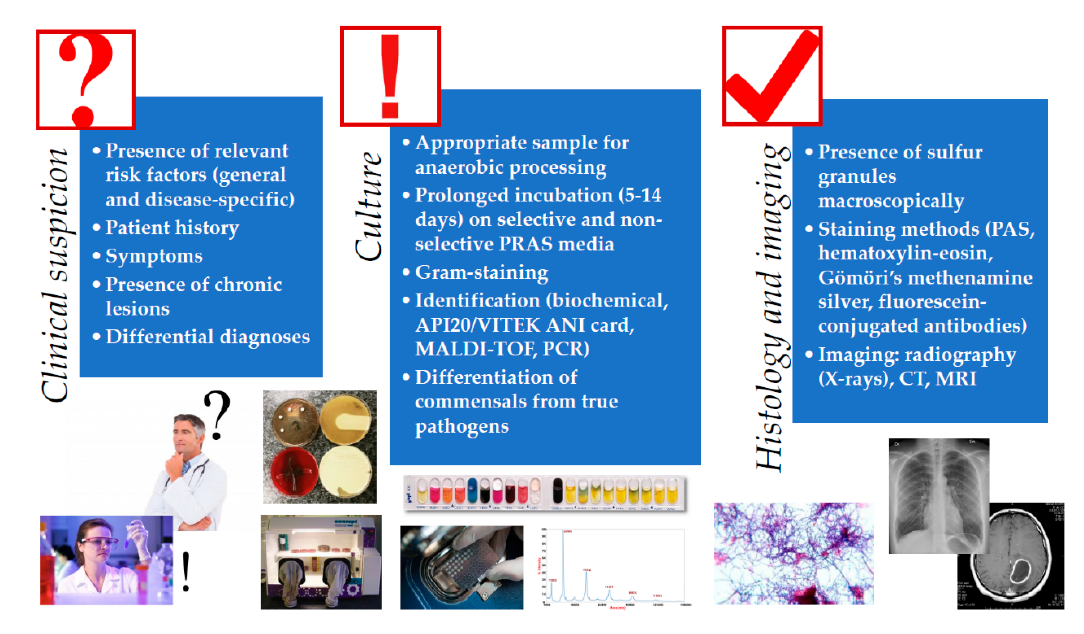 ?
!
Clinical suspicion
• Presence of relevant
risk factors (general
and disease-specific)
• Patient history
• Symptoms
• Presence of chronic
lesions
• Differential diagnoses
Culture
• Appropriate sample for
anaerobic processing
• Prolonged incubation (5-14
days) on selective and non-
selective PRAS media
• Gram-staining
• Identification (biochemical,
API20/VITEK ANI card,
MALDI-TOF, PCR)
• Differentiation of
commensals from true
pathogens
Histology and imaging
• Presence of sulfur
granules
macroscopically
• Staining methods (PAS,
hematoxylin-eosin,
Gömöri's methenamine
silver, fluorescein-
conjugated antibodies)
• Imaging: radiography
(X-rays), CT, MRI
?
!